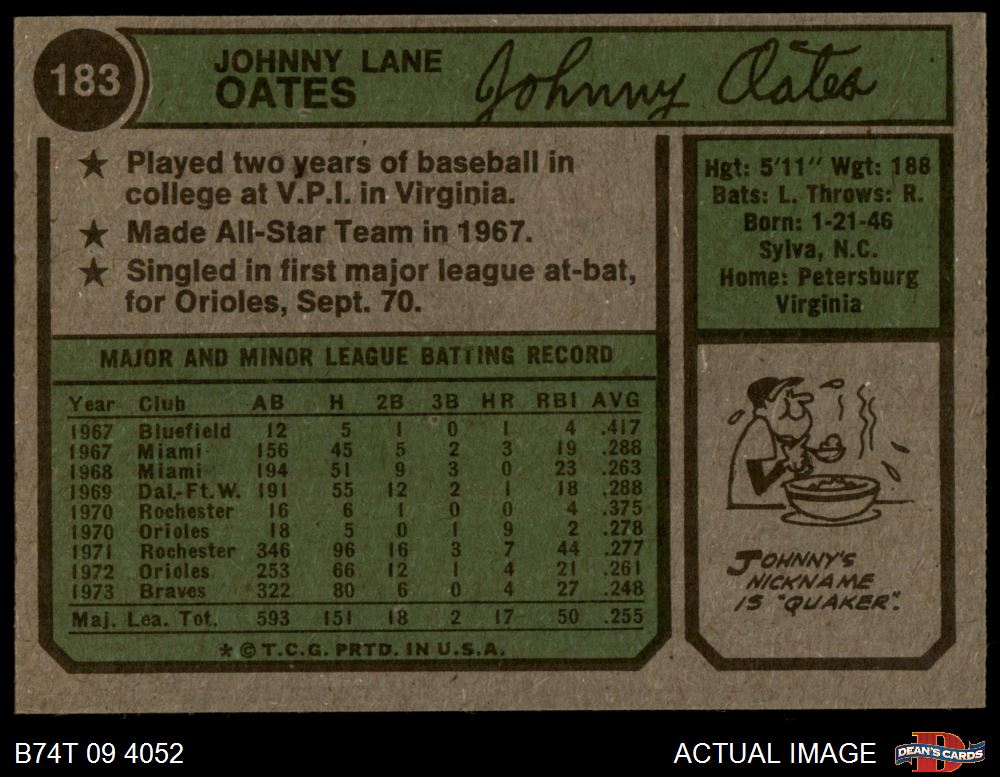 183
JOHNNY LANE
OATES
Johnny Oates
★ Played two years of baseball in
college at V.P.I. in Virginia.
★ Made All-Star Team in 1967.
★ Singled in first major league at-bat,
for Orioles, Sept. 70.
Hgt: 5'11" Wgt: 188
Bats: L. Throws: R.
Born: 1-21-46
Sylva, N.C.
Home: Petersburg
Virginia
MAJOR AND MINOR LEAGUE BATTING RECORD
Year Club AB H 2B 3B HR RBI AVG
1967 Bluefield 12 5 1 0 1 4 .417
1967 Miami 156 45 5 2 3 19 .288
1968 Miami 194 51 9 3 0 23 .263
1969 Dal.-Ft.W. 191 55 12 2 1 18 .288
1970 Rochester 16 6 1 0 0 4 .375
1970 Orioles 18 5 0 1 9 2 .278
1971 Rochester 346 96 16 3 7 44 .277
1972 Orioles 253 66 12 1 4 21 .261
1973 Braves 322 80 6 0 4 27 .248
Maj. Lea. Tot. 593 151 18 2 17 50 .255
* © T.C.G. PRTD. IN U.S.A.
JOHNNY'S
NICKNAME
IS "QUAKER".
B74T 09 4052
ACTUAL IMAGE
D
DEAN'S CARDS